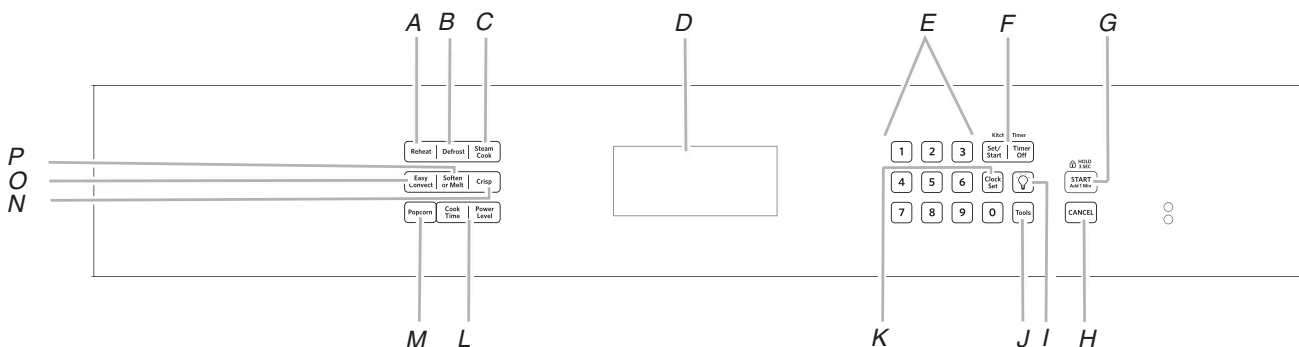 A B C D E F G
Kitch Timer
Reheat Defrost Steam Cook
1 2 3 Set/ Start Timer Off
HOLD 3 SEC
P
O
N
Easy Convect Soften or Melt Crisp
4 5 6 Clock Set
START Add 1 Min
Popcorn Cook Time Power Level
7 8 9 0 Tools CANCEL
M L K J I H